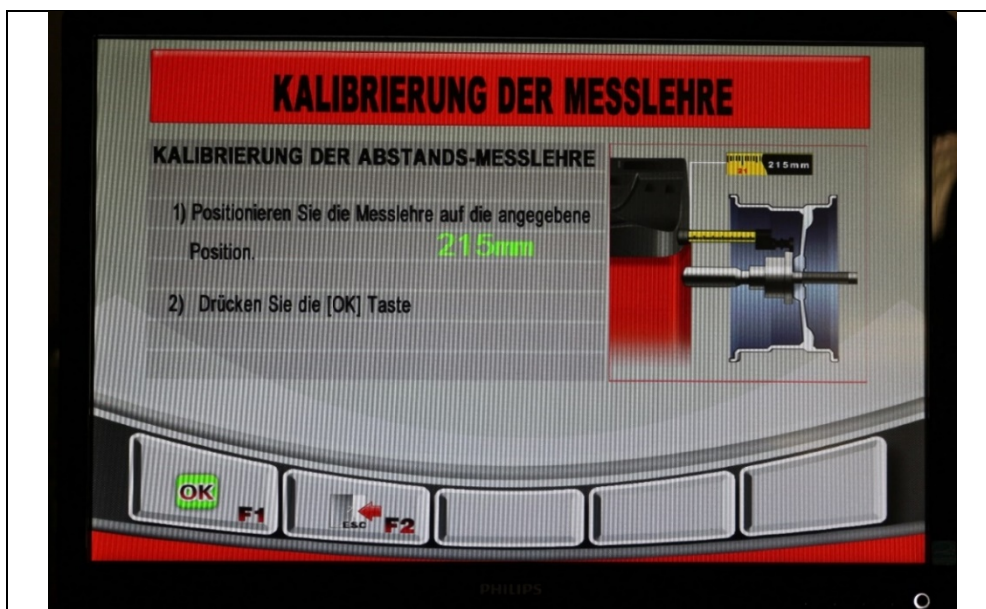 KALIBRIERUNG DER MESSLEHRE
KALIBRIERUNG DER ABSTANDS-MESSLEHRE
1) Positionieren Sie die Messlehre auf die angegebene
Position.
215mm
2) Drücken Sie die [OK] Taste
21
215mm
OK
F1
ESC
F2
PHILIPS